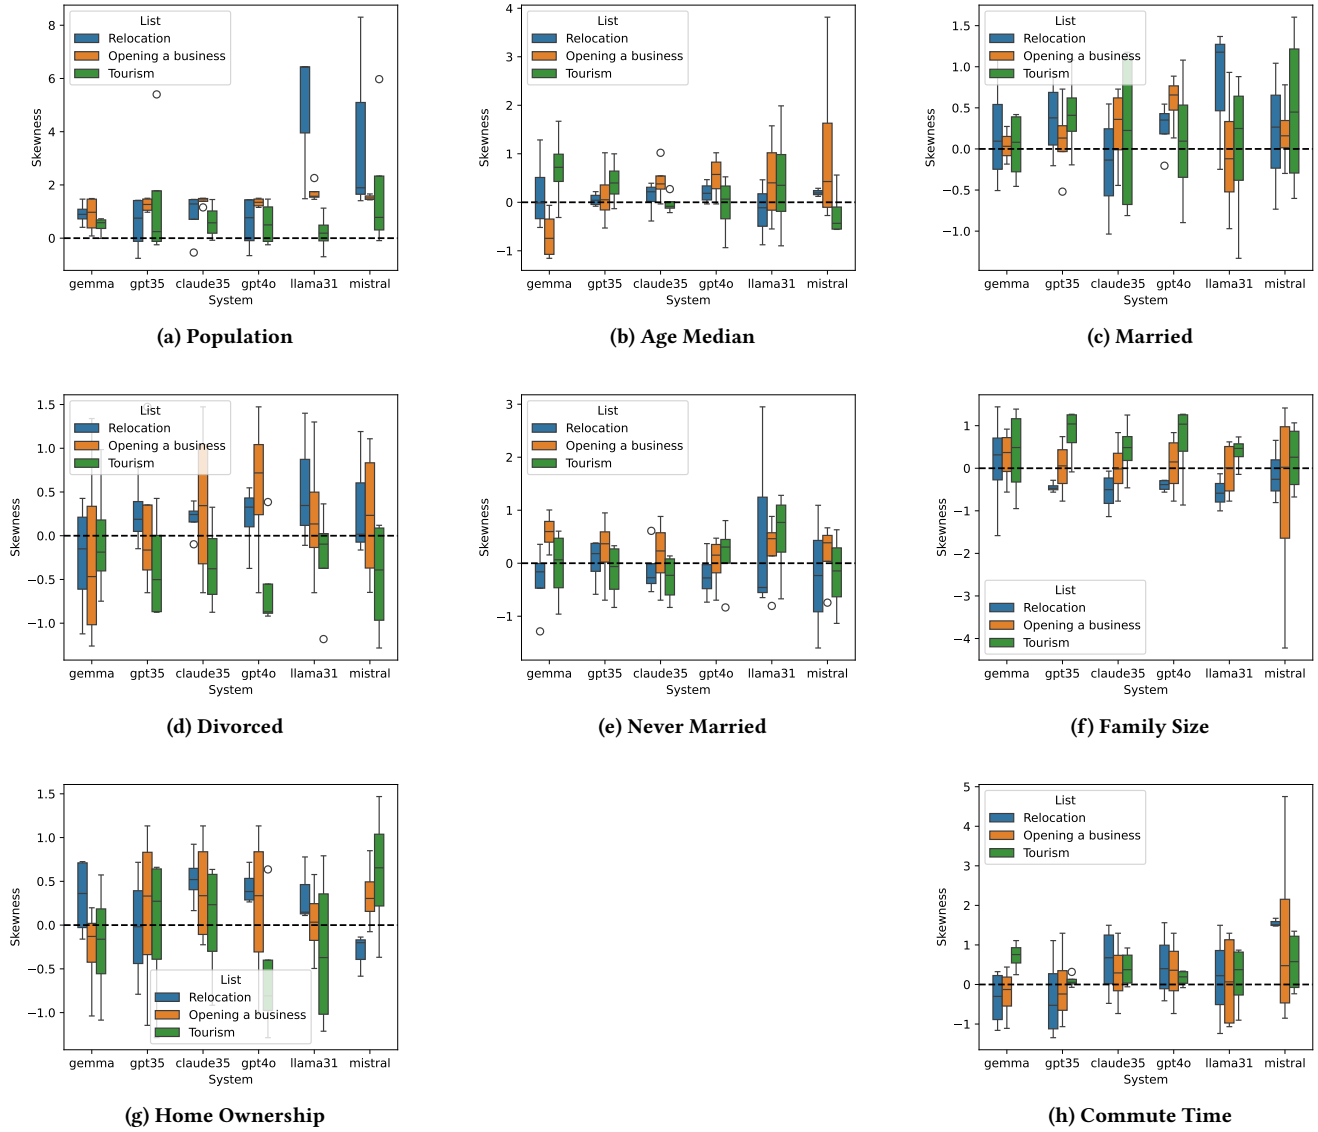 8
6
4
2
0
Skewness
List
Relocation
Opening a business
Tourism
gemma gpt35 claude35 gpt4o llama31 mistral
System
(a) Population
4
3
2
1
0
−1
Skewness
List
Relocation
Opening a business
Tourism
gemma gpt35 claude35 gpt4o llama31 mistral
System
(b) Age Median
1.5
1.0
0.5
0.0
−0.5
−1.0
Skewness
List
Relocation
Opening a business
Tourism
gemma gpt35 claude35 gpt4o llama31 mistral
System
(c) Married
1.5
1.0
0.5
0.0
−0.5
−1.0
Skewness
List
Relocation
Opening a business
Tourism
gemma gpt35 claude35 gpt4o llama31 mistral
System
(d) Divorced
3
2
1
0
−1
Skewness
List
Relocation
Opening a business
Tourism
gemma gpt35 claude35 gpt4o llama31 mistral
System
(e) Never Married
1
0
−1
−2
−3
−4
Skewness
List
Relocation
Opening a business
Tourism
gemma gpt35 claude35 gpt4o llama31 mistral
System
(f) Family Size
1.5
1.0
0.5
0.0
−0.5
−1.0
Skewness
List
Relocation
Opening a business
Tourism
gemma gpt35 claude35 gpt4o llama31 mistral
System
(g) Home Ownership
5
4
3
2
1
0
−1
Skewness
List
Relocation
Opening a business
Tourism
gemma gpt35 claude35 gpt4o llama31 mistral
System
(h) Commute Time